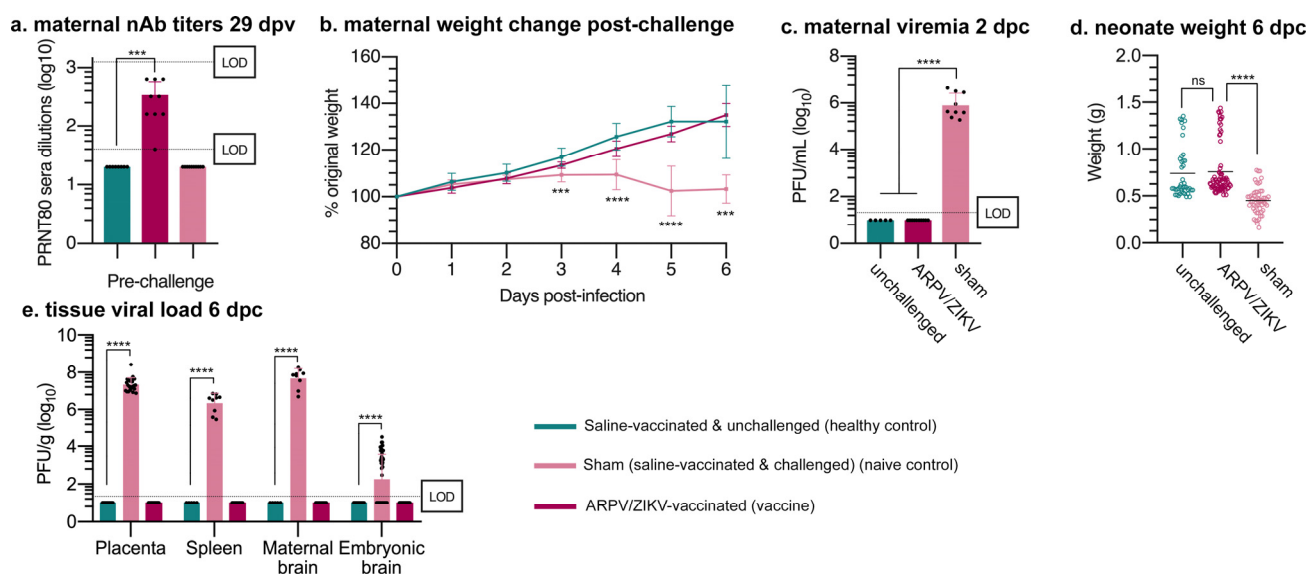 a. maternal nAb titers 29 dpv
PRNT80 sera dilutions (log10)
3
2
1
0
LOD
LOD
***
Pre-challenge
b. maternal weight change post-challenge
% original weight
160
140
120
100
80
***
****
****
***
0 1 2 3 4 5 6
Days post-infection
c. maternal viremia 2 dpc
PFU/mL (log10)
8
6
4
2
0
****
LOD
unchallenged
ARPV/ZIKV
sham
d. neonate weight 6 dpc
Weight (g)
2.0
1.5
1.0
0.5
0.0
ns
****
unchallenged
ARPV/ZIKV
sham
e. tissue viral load 6 dpc
PFU/g (log10)
10
8
6
4
2
0
****
****
****
****
LOD
Placenta
Spleen
Maternal
brain
Embryonic
brain
Saline-vaccinated & unchallenged (healthy control)
Sham (saline-vaccinated & challenged) (naive control)
ARPV/ZIKV-vaccinated (vaccine)